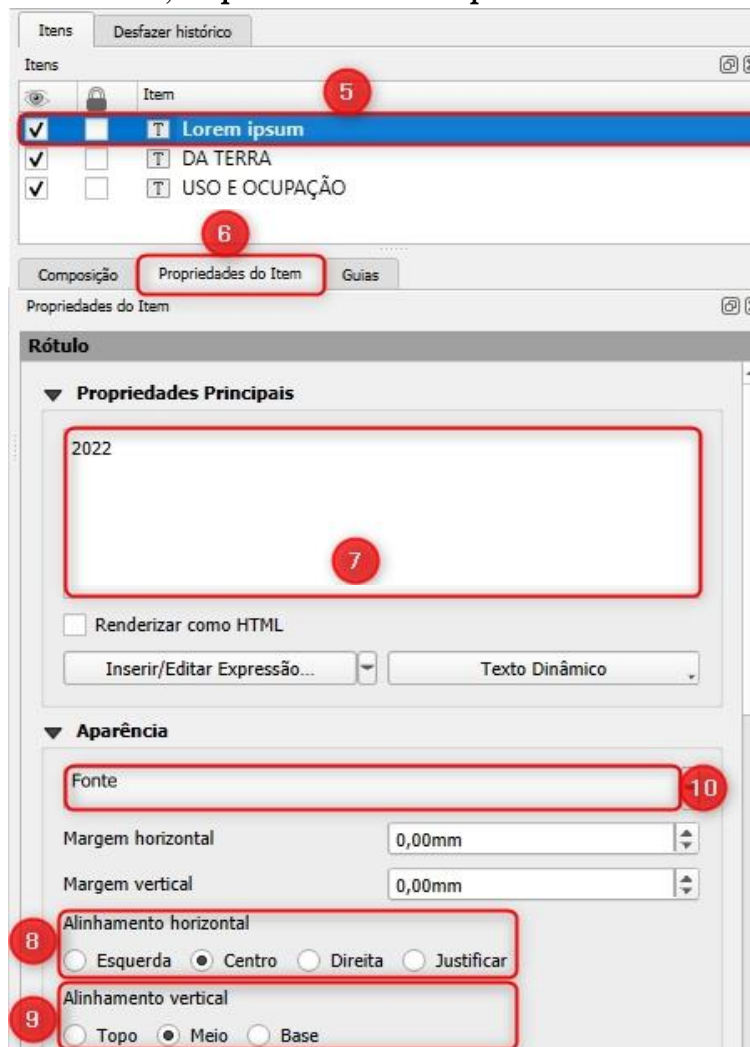 Itens Desfazer histórico
Itens
Item 5
Lorem ipsum
DA TERRA
USO E OCUPAÇÃO
6
Composição Propriedades do Item Guias
Propriedades do Item
Rótulo
Propriedades Principais
2022
7
Renderizar como HTML
Inserir/Editar Expressão... Texto Dinâmico
Aparência
Fonte 10
Margem horizontal 0,00mm
Margem vertical 0,00mm
8 Alinhamento horizontal
Esquerda Centro Direita Justificar
9 Alinhamento vertical
Topo Meio Base